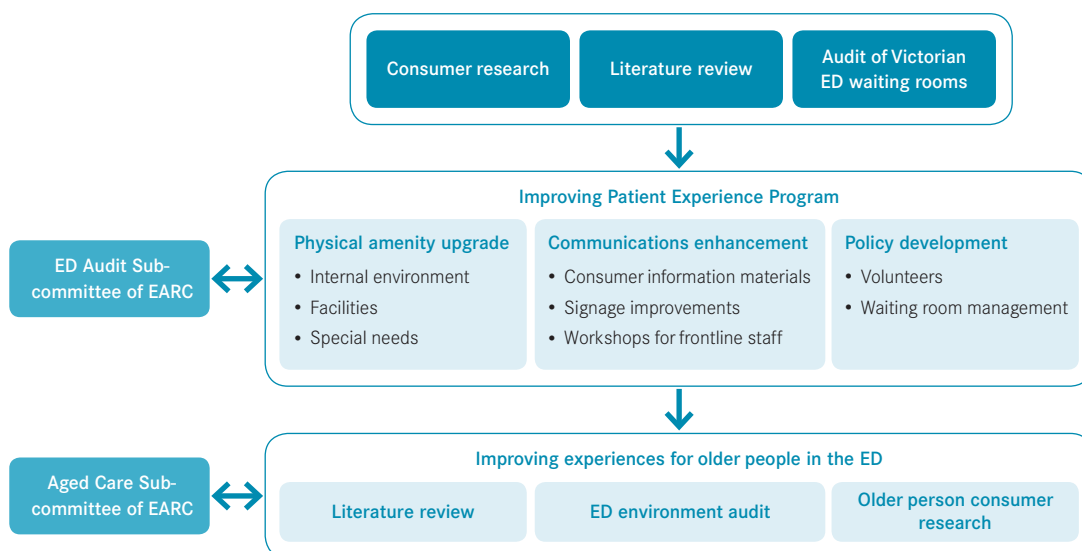 Consumer research
Literature review
Audit of Victorian
ED waiting rooms
Improving Patient Experience Program
ED Audit Sub-
committee of EARC
Physical amenity upgrade
• Internal environment
• Facilities
• Special needs
Communications enhancement
• Consumer information materials
• Signage improvements
• Workshops for frontline staff
Policy development
• Volunteers
• Waiting room management
Aged Care Sub-
committee of EARC
Improving experiences for older people in the ED
Literature review
ED environment audit
Older person consumer
research